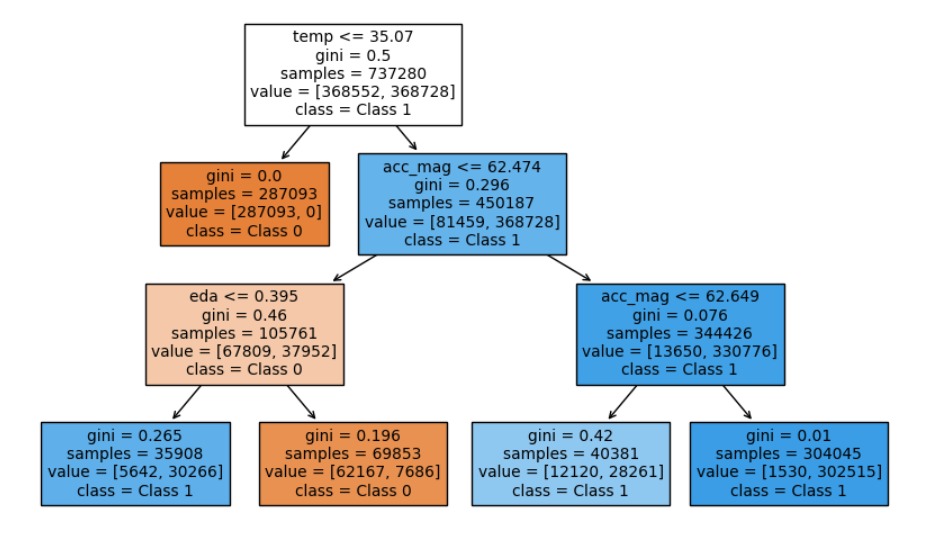 temp <= 35.07
gini = 0.5
samples = 737280
value = [368552, 368728]
class = Class 1
gini = 0.0
samples = 287093
value = [287093, 0]
class = Class 0
acc_mag <= 62.474
gini = 0.296
samples = 450187
value = [81459, 368728]
class = Class 1
eda <= 0.395
gini = 0.46
samples = 105761
value = [67809, 37952]
class = Class 0
acc_mag <= 62.649
gini = 0.076
samples = 344426
value = [13650, 330776]
class = Class 1
gini = 0.265
samples = 35908
value = [5642, 30266]
class = Class 1
gini = 0.196
samples = 69853
value = [62167, 7686]
class = Class 0
gini = 0.42
samples = 40381
value = [12120, 28261]
class = Class 1
gini = 0.01
samples = 304045
value = [1530, 302515]
class = Class 1